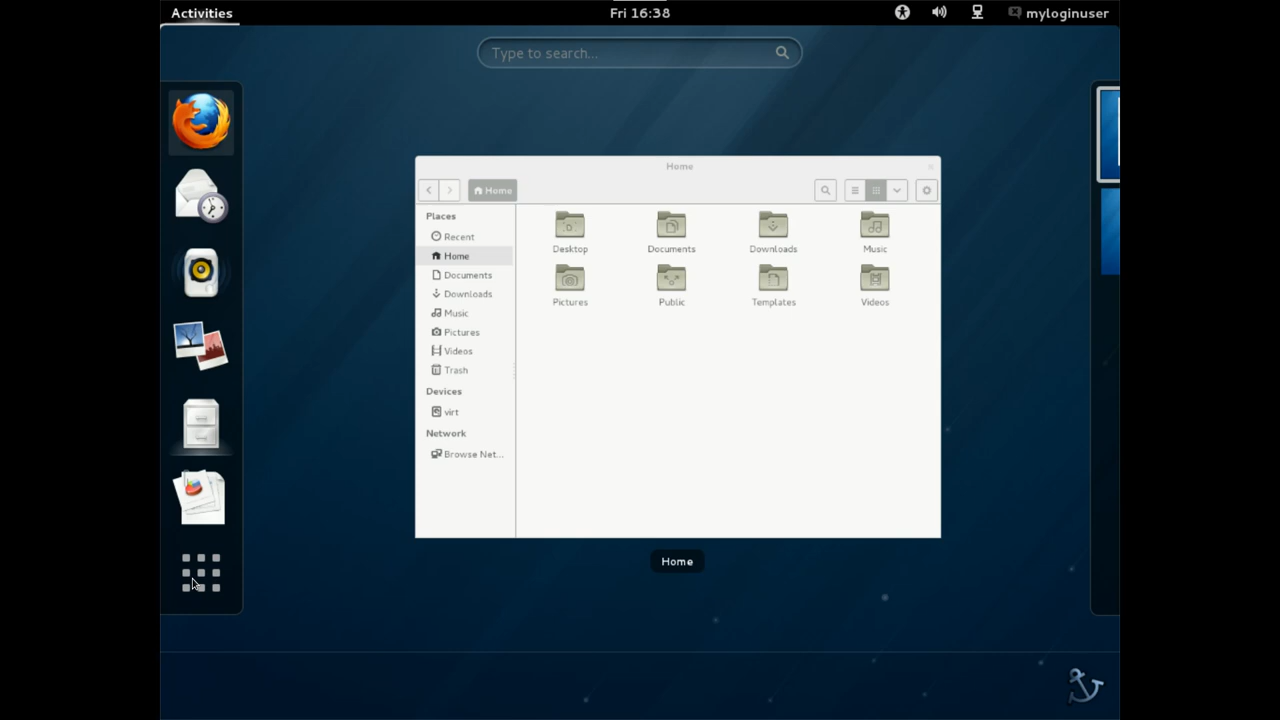 Activities
Fri 16:38
myloginuser
Type to search...
Home
Home
Places
Recent
Home
Documents
Downloads
Music
Pictures
Videos
Trash
Devices
virt
Network
Browse Net...
Desktop
Documents
Downloads
Music
Pictures
Public
Templates
Videos
Home